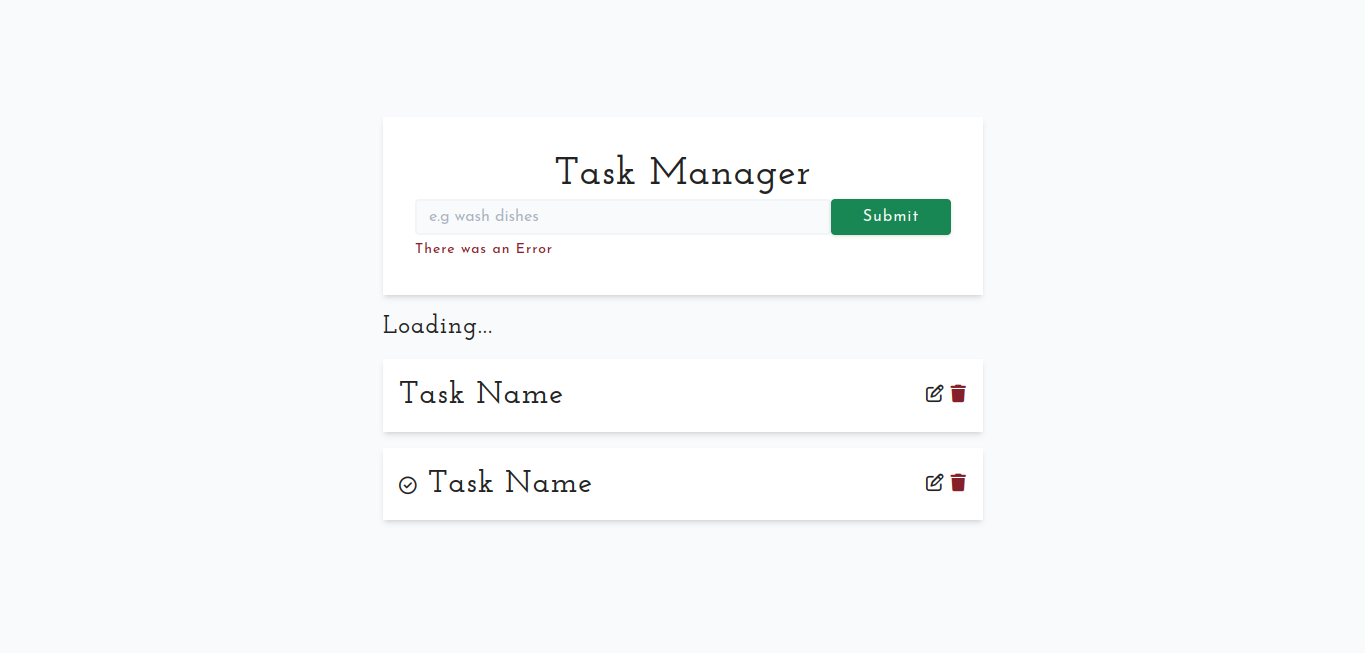 Task Manager
e.g wash dishes
Submit
There was an Error
Loading...
Task Name
Task Name